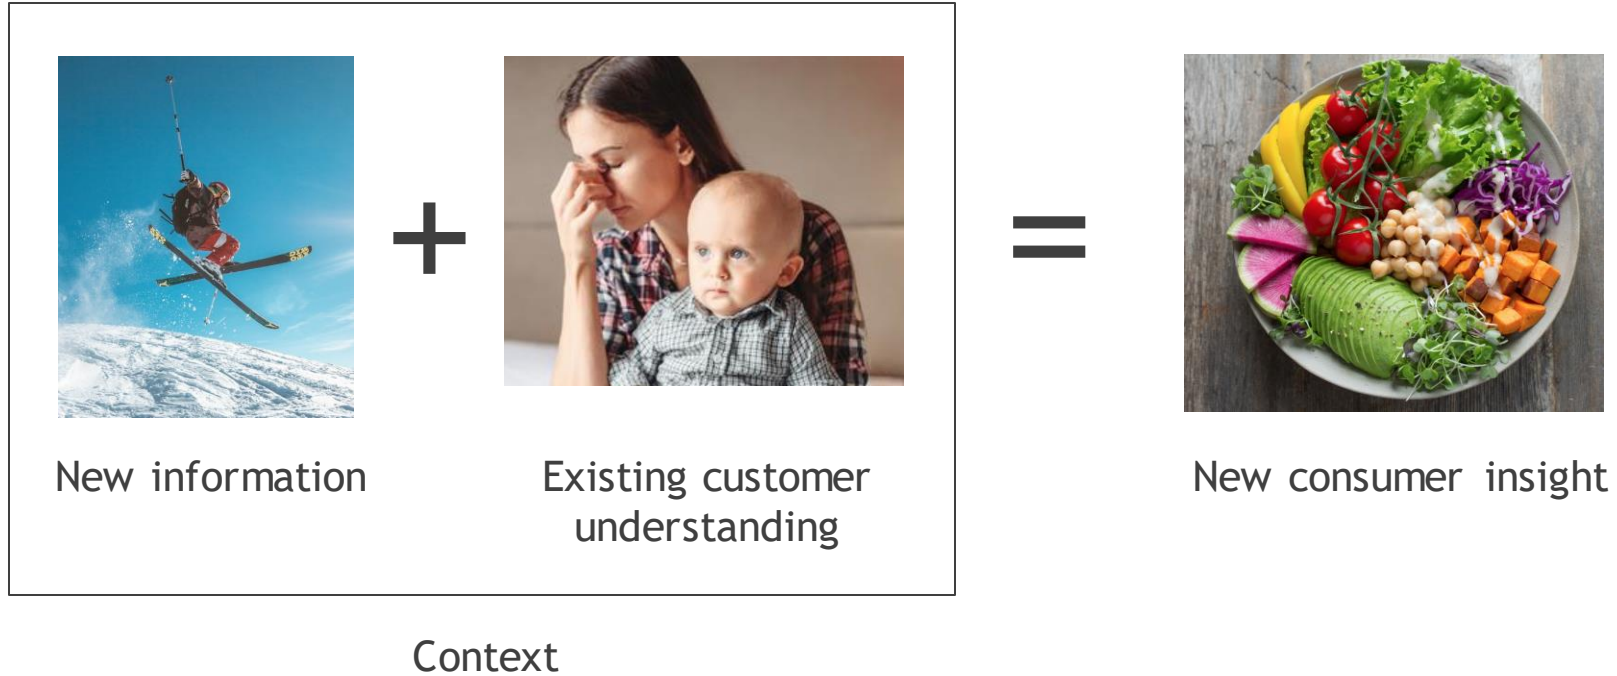 +
=
New information
Existing customer
understanding
New consumer insight
Context